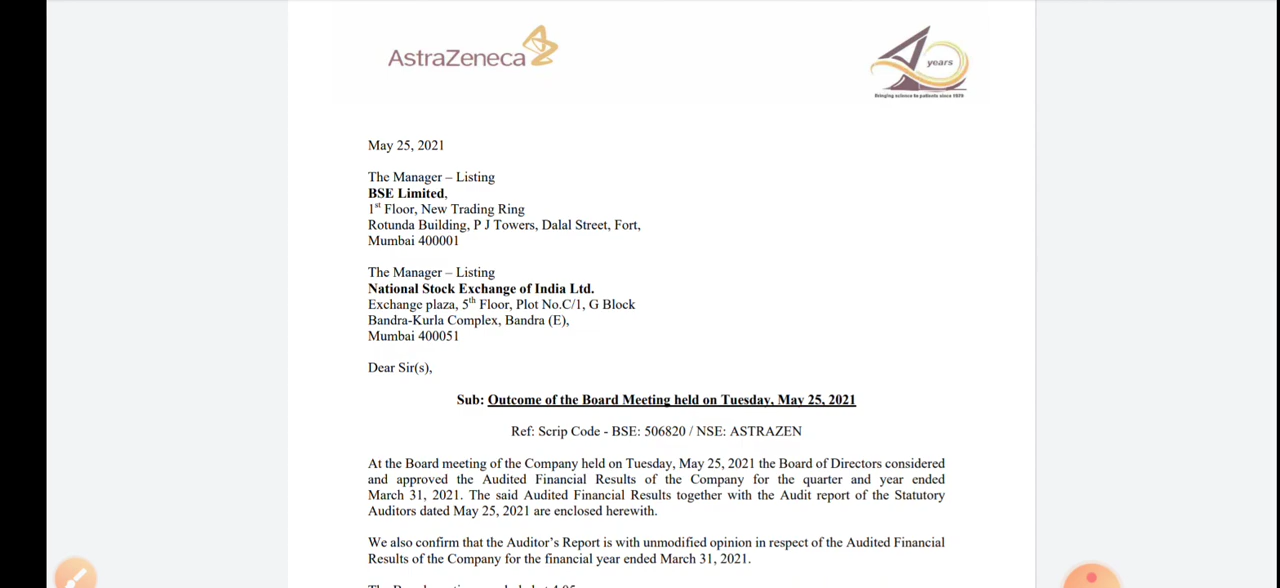 AstraZeneca
40 years
Bringing science to patients since 1979
May 25, 2021
The Manager – Listing
BSE Limited,
1st Floor, New Trading Ring
Rotunda Building, P J Towers, Dalal Street, Fort,
Mumbai 400001
The Manager – Listing
National Stock Exchange of India Ltd.
Exchange plaza, 5th Floor, Plot No.C/1, G Block
Bandra-Kurla Complex, Bandra (E),
Mumbai 400051
Dear Sir(s),
Sub: Outcome of the Board Meeting held on Tuesday, May 25, 2021
Ref: Scrip Code - BSE: 506820 / NSE: ASTRAZEN
At the Board meeting of the Company held on Tuesday, May 25, 2021 the Board of Directors considered
and approved the Audited Financial Results of the Company for the quarter and year ended
March 31, 2021. The said Audited Financial Results together with the Audit report of the Statutory
Auditors dated May 25, 2021 are enclosed herewith.
We also confirm that the Auditor's Report is with unmodified opinion in respect of the Audited Financial
Results of the Company for the financial year ended March 31, 2021.